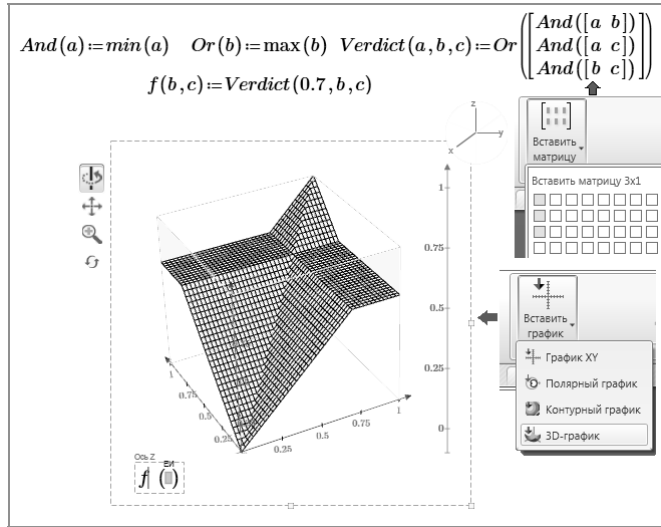 And(a):=min(a) Or(b):=max(b) Verdict(a,b,c):=Or([And([a b]) And([a c]) And([b c])])
f(b,c):=Verdict(0.7,b,c)
z
y
x
Вставить матрицу
Вставить матрицу 3x1
1
0.75
0.5
0.25
0
1
0.75
0.5
0.25
0.25
0.5
0.75
1
Ось Z
f
ЕИ
Вставить график
График XY
Полярный график
Контурный график
3D-график